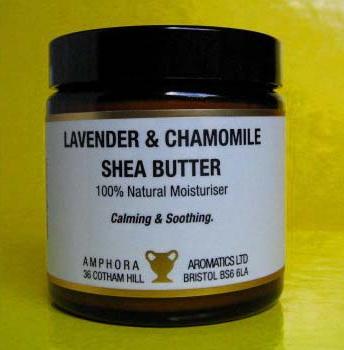 LAVENDER & CHAMOMILE
SHEA BUTTER
100% Natural Moisturiser
Calming & Soothing.
AMPHORA AROMATICS LTD
36 COTHAM HILL BRISTOL BS6 6LA